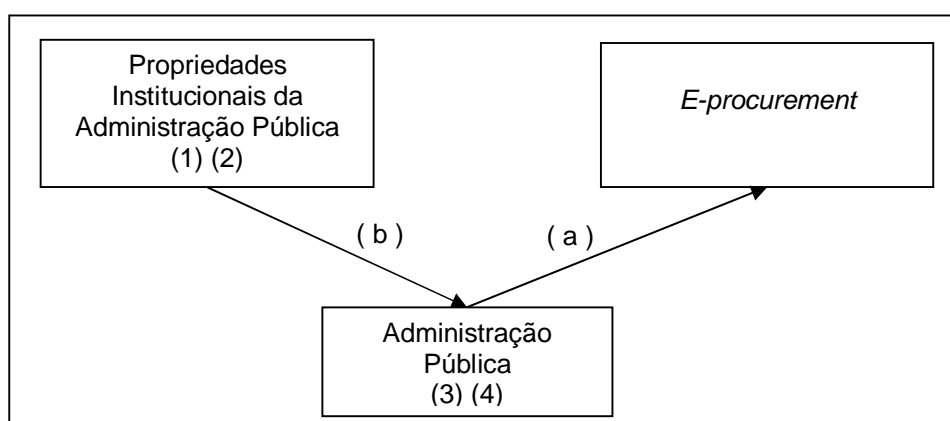 Propriedades
Institucionais da
Administração Pública
(1) (2)
E-procurement
( b )
( a )
Administração
Pública
(3) (4)